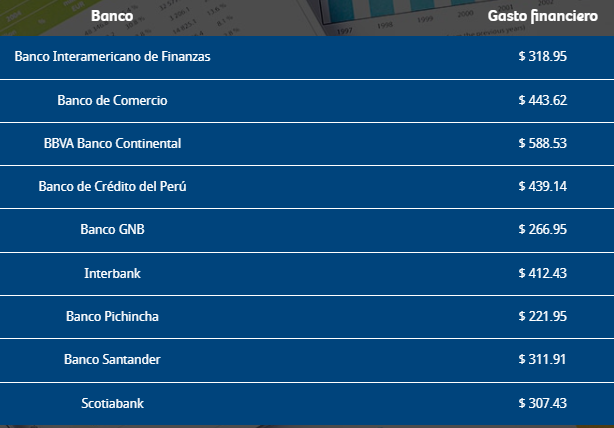 Banco Gasto financiero
Banco Interamericano de Finanzas $ 318.95
Banco de Comercio $ 443.62
BBVA Banco Continental $ 588.53
Banco de Crédito del Perú $ 439.14
Banco GNB $ 266.95
Interbank $ 412.43
Banco Pichincha $ 221.95
Banco Santander $ 311.91
Scotiabank $ 307.43